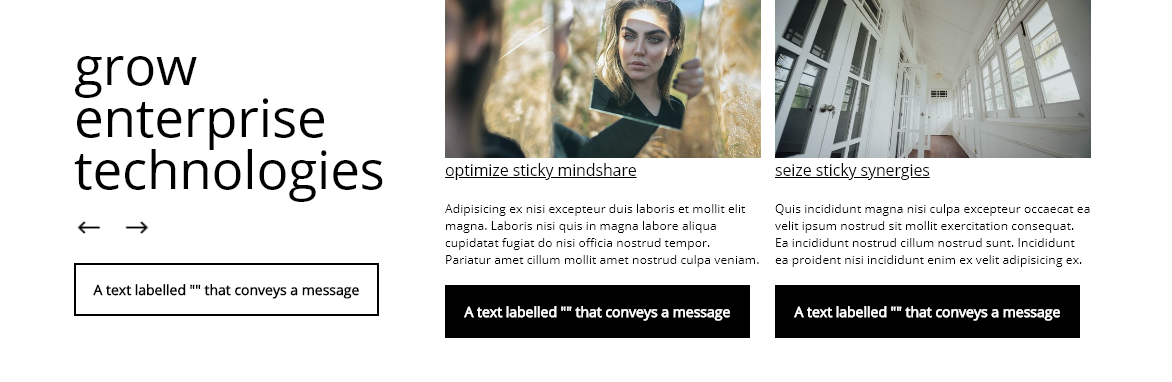 grow
enterprise
technologies
A text labelled "" that conveys a message
optimize sticky mindshare
Adipisicing ex nisi excepteur duis laboris et mollit elit
magna. Laboris nisi quis in magna labore aliqua
cupidatat fugiat do nisi officia nostrud tempor.
Pariatur amet cillum mollit amet nostrud culpa veniam.
A text labelled "" that conveys a message
seize sticky synergies
Quis incididunt magna nisi culpa excepteur occaecat ea
velit ipsum nostrud sit mollit exercitation consequat.
Ea incididunt nostrud cillum nostrud sunt. Incididunt
ea proident nisi incididunt enim ex velit adipisicing ex.
A text labelled "" that conveys a message